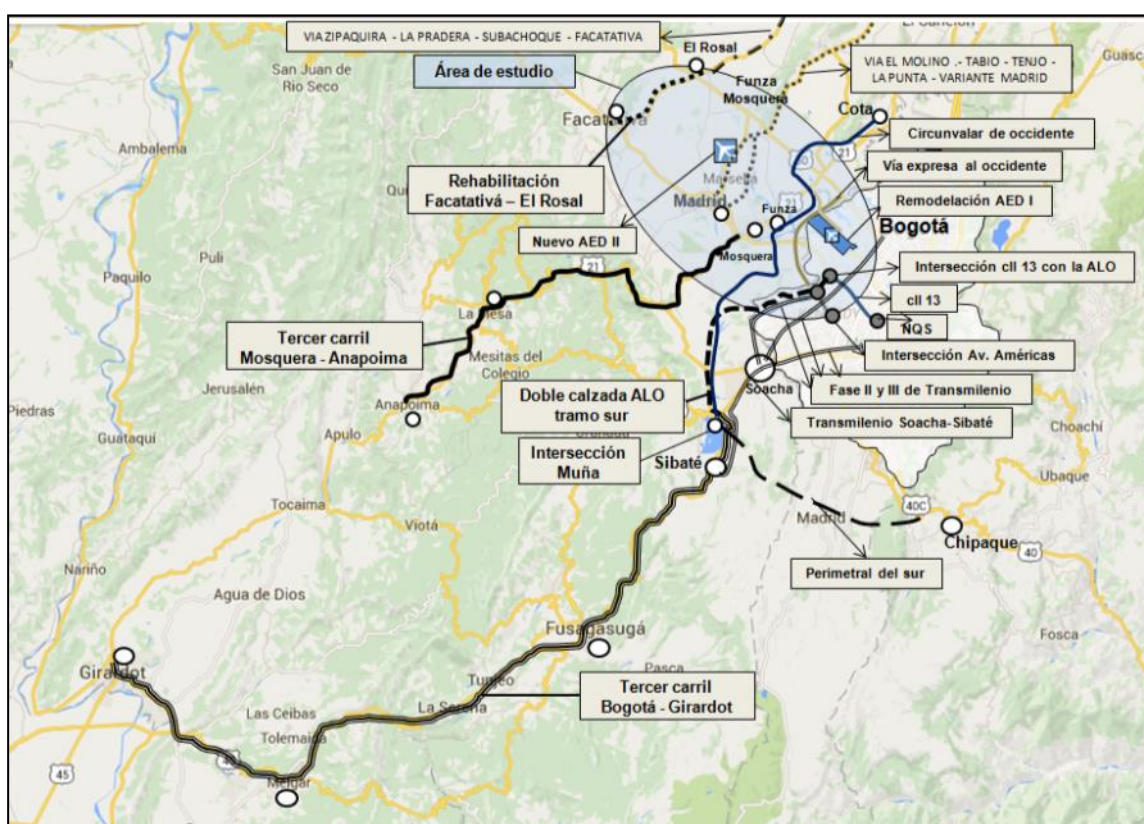 VIA ZIPAQUIRA - LA PRADERA - SUBACHOQUE - FACATATIVA
San Juan de
Rio Seco
Área de estudio
El Rosal
Funza
Mosquera
VIA EL MOLINO .- TABIO - TENJO -
LA PUNTA - VARIANTE MADRID
Guasca
Ambalema
Cota
21
Circunvalar de occidente
Vía expresa al occidente
Rehabilitación
Facatativá – El Rosal
Madrid
21
Funza
Remodelación AED I
Bogotá
Nuevo AED II
Mosquera
Puli
Paquilo
21
Intersección cll 13 con la ALO
cll 13
NQS
La Mesa
Tercer carril
Mosquera - Anapoima
Mesitas del
Colegio
Intersección Av. Américas
Jerusalén
Anapoima
Doble calzada ALO
tramo sur
Soacha
Fase II y III de Transmilenio
Transmilenio Soacha-Sibaté
Piedras
Guataquí
Apulo
Choachí
Intersección
Muña
Sibaté
Ubaque
Tocaima
Viotá
Madrid
40C
Chipaque
40
Nariño
Perimetral del sur
Agua de Dios
Fusagasugá
Fosca
Girardot
Pasca
Tercer carril
Bogotá - Girardot
La Serena
Las Ceibas
Tolemaida
45
Melgar